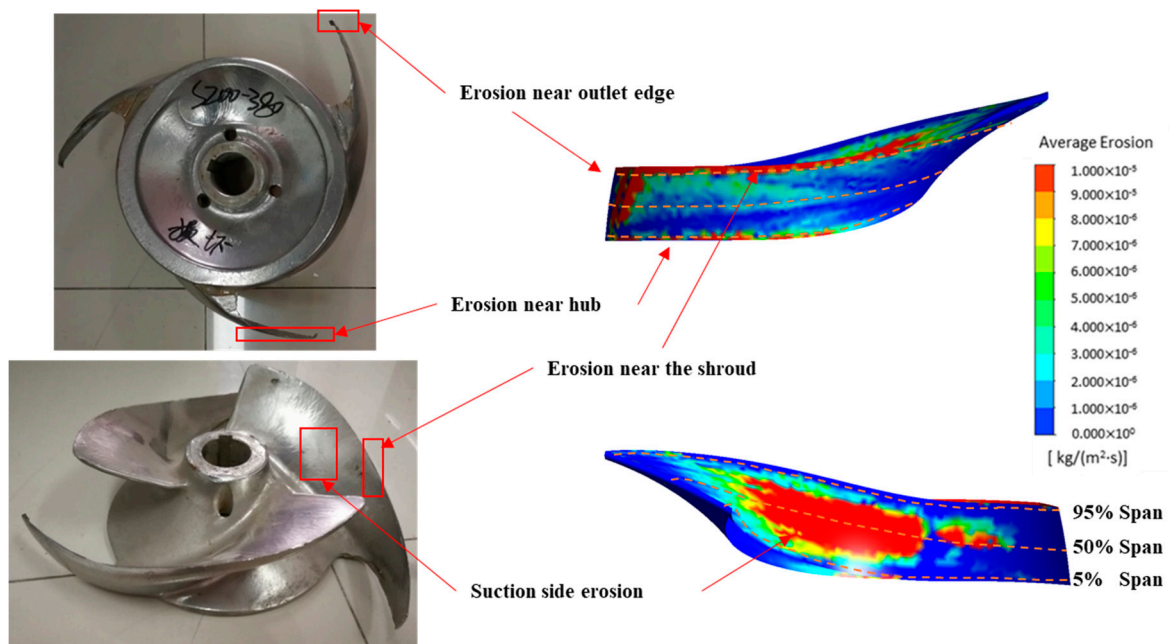 S200-380
Erosion near outlet edge
Erosion near hub
Erosion near the shroud
Suction side erosion
Average Erosion
1.000×10⁻⁵
9.000×10⁻⁵
8.000×10⁻⁶
7.000×10⁻⁶
6.000×10⁻⁶
5.000×10⁻⁶
4.000×10⁻⁶
3.000×10⁻⁶
2.000×10⁻⁶
1.000×10⁻⁶
0.000×10⁰
[ kg/(m²·s)]
95% Span
50% Span
5% Span